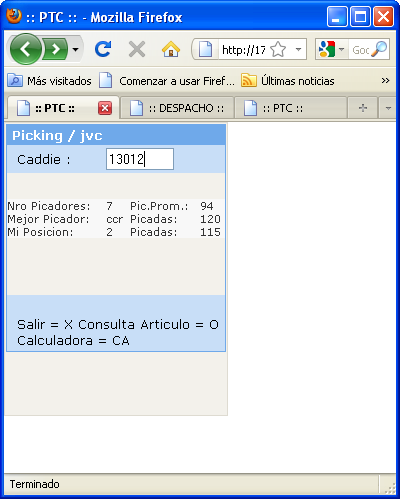 :: PTC :: - Mozilla Firefox
http://17
Goo
Más visitados Comenzar a usar Firef... Últimas noticias »
:: PTC :: :: DESPACHO :: :: PTC ::
Picking / jvc
Caddie : 13012
Nro Picadores: 7 Pic.Prom.: 94
Mejor Picador: ccr Picadas: 120
Mi Posicion: 2 Picadas: 115
Salir = X Consulta Articulo = O
Calculadora = CA
Terminado